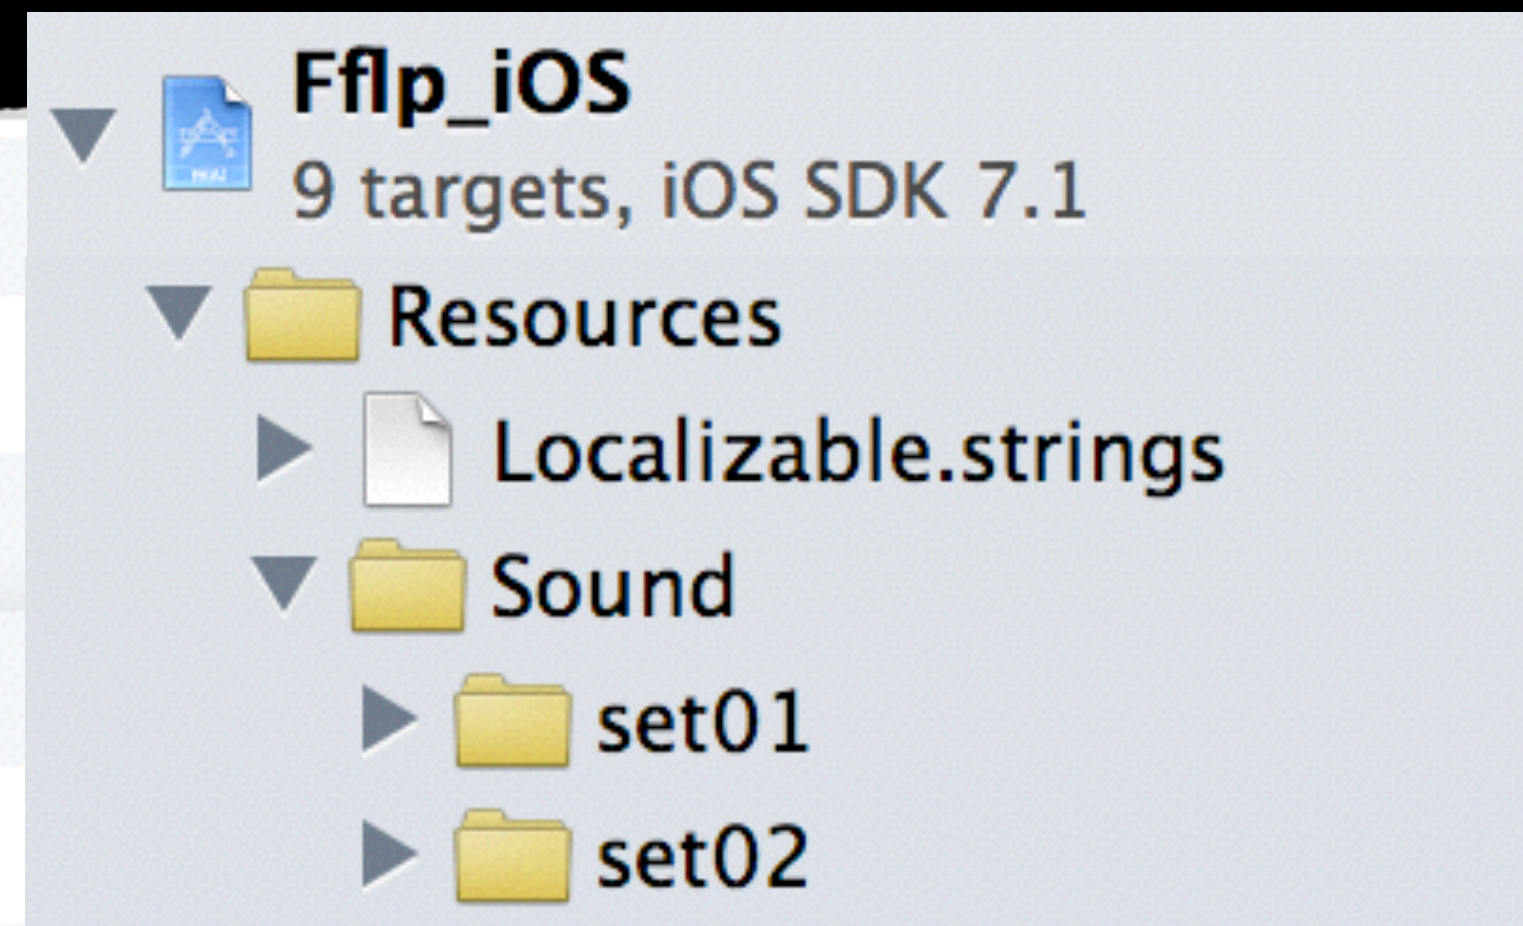 Fflp_iOS
9 targets, iOS SDK 7.1
Resources
Localizable.strings
Sound
set01
set02